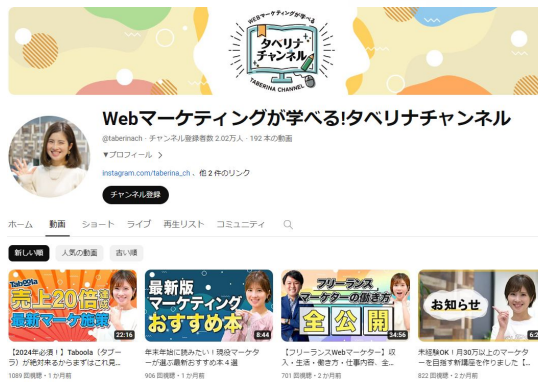 WEBマーケティングが学べる
タベリナ
チャンネル
TABERINA CHANNEL
Webマーケティングが学べる!タベリナチャンネル
@taberinach · チャンネル登録者数 2.02万人 · 192 本の動画
▼プロフィール
instagram.com/taberina_ch 、他 2 件のリンク
チャンネル登録
ホーム 動画 ショート ライブ 再生リスト コミュニティ
新しい順 人気の動画 古い順
Taboola
売上20倍
最新マーケ施策
22:16
最新版
マーケティング
おすすめ本
8:44
フリーランス
マーケターの働き方
全公開
34:56
お知らせ
【2024年必須！】Taboola（タブーラ）が絶対来るからまずはこれ見...
1089 回視聴 · 1 か月前
年末年始に読みたい！現役マーケターが選ぶ最新おすすめ本４選
906 回視聴 · 1 か月前
【フリーランスWebマーケター】収入・生活・働き方・仕事内容、全...
701 回視聴 · 2 か月前
未経験OK！月30万以上のマーケターを目指す新講座を作りました【...
822 回視聴 · 2 か月前